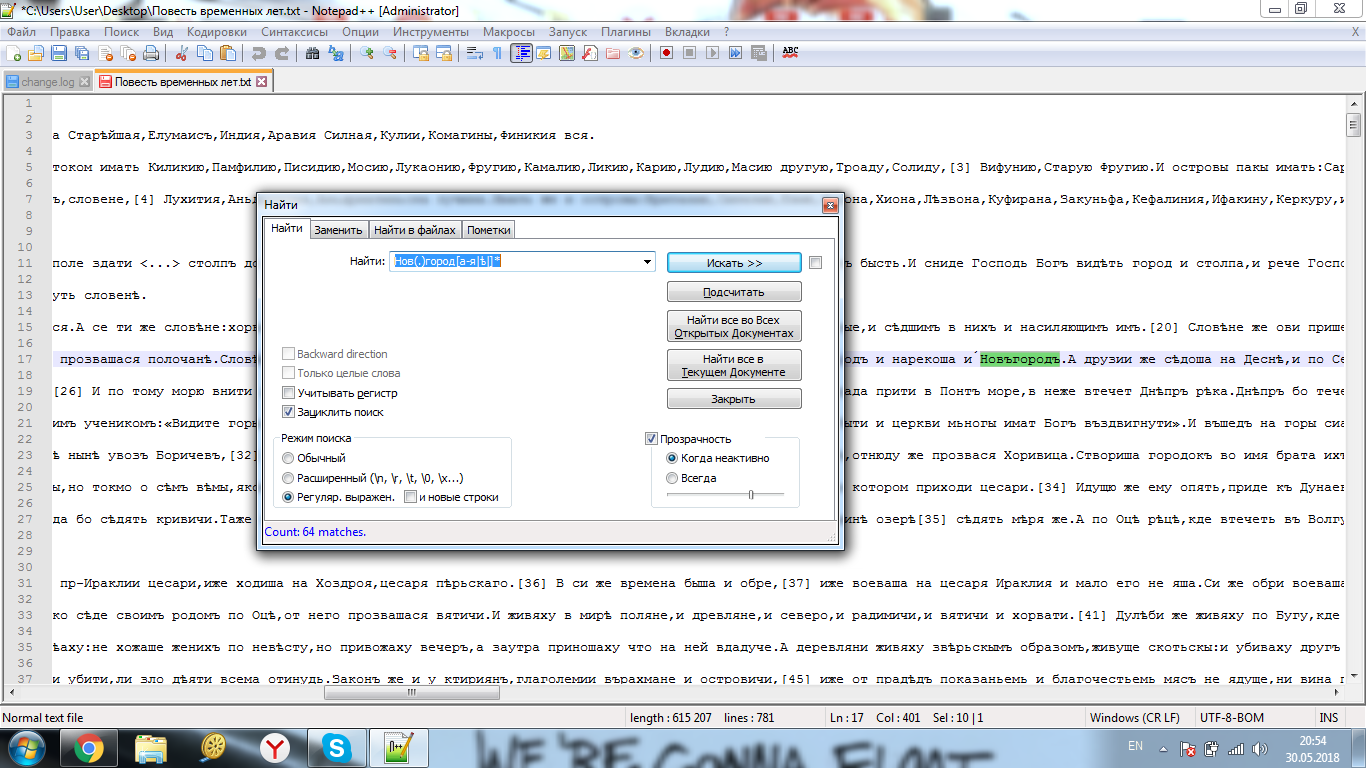 *C:\Users\User\Desktop\Повесть временных лет.txt - Notepad++ [Administrator]
Файл Правка Поиск Вид Кодировки Синтаксисы Опции Инструменты Макросы Запуск Плагины Вкладки ? X
change.log Повесть временных лет.txt
1
2
3 а Старѣйшая,Елумаисъ,Индия,Аравия Силная,Кулии,Комагины,Финикия вся.
4
5 током имать Киликию,Памфилию,Писидию,Мосию,Лукаонию,Фругию,Камалию,Ликию,Карию,Лудию,Масию другую,Троаду,Солиду,[3] Вифунию,Старую Фругию.И островы пакы имать:Сар
6
7 ъ,словене,[4] Лухития,Ань она,Хиона,Лѣзвона,Куфирана,Закуньфа,Кефалиния,Ифакину,Керкуру,и
8
9
10
11 поле здати <...> столпъ до ъ бысть.И сниде Господь Богъ видѣть город и столпа,и рече Госп
12
13 уть словенѣ.
14
15 ся.А се ти же словѣне:хор ые,и сѣдшим в нихъ и насиляющимъ имъ.[20] Словѣне же ови прише
16
17 прозвашася полочанѣ.Словѣ одъ и нарекоша и Новъгородъ.А друзии же сѣдоша на Деснѣ,и по Се
18
19 [26] И по тому морю внити ада прити в Понтъ море,в неже втечет Днѣпръ рѣка.Днѣпръ бо тече
20
21 имъ ученикомъ:«Видите горы ыти и церкви мьногы имат Богъ въздвигнути».И въшедъ на горы сиа
22
23 ѣ нынѣ увозъ Боричевъ,[32] ,отнюду же прозвася Хоривица.Створиша городокъ во имя брата ихъ
24
25 ы,но токмо о сѣмъ вѣмы,яко котором приходи цесари.[34] Идущю же ему опять,приде къ Дунае
26
27 да бо сѣдять кривичи.Таже инѣ озерѣ[35] сѣдять мѣря же.А по Оцѣ рѣцѣ,кде втечеть въ Волгу
28
29
30
31 пр-Ираклии цесари,иже ходиша на Хоздроя,цесаря пѣрьскаго.[36] В си же времена быша и обре,[37] иже воеваша на цесаря Ираклия и мало его не яша.Си же обри воеваша
32
33 ко сѣде своимъ родомъ по Оцѣ,от него прозвашася вятичи.И живяху в мирѣ поляне,и древляне,и северо,и радимичи,и вятичи и хорвати.[41] Дулѣби же живяху по Бугу,кде
34
35 ѣаху:не хожаше женихъ по невѣсту,но привожаху вечеръ,а заутра приношаху что на ней вдадуче.А деревляни живяху звѣрьскымъ образомъ,живуще скотьскы:и убиваху другъ
36
37 и убити,ли зло дѣяти всема отинудь.Законъ же и у ктириянъ,глаголемии върахмане и островичи,[45] иже от прадѣдъ показаньемь и благочестьемь мясъ не ядуще,ни вина п
Найти
Найти Заменить Найти в файлах Пометки
Найти: Нов(.)город[а-я|ѣ|]* Искать >>
Подсчитать
Найти все во Всех
Открытых Документах
Найти все в
Текущем Документе
Закрыть
Backward direction
Только целые слова
Учитывать регистр
Зациклить поиск
Режим поиска
Обычный
Расширенный (\n, \r, \t, \0, \x...)
Регуляр. выражен. и новые строки
Прозрачность
Когда неактивно
Всегда
Count: 64 matches.
Normal text file length : 615 207 lines : 781 Ln : 17 Col : 401 Sel : 10 | 1 Windows (CR LF) UTF-8-BOM INS
WE'RE GONNA FLOAT
EN 20:54
30.05.2018